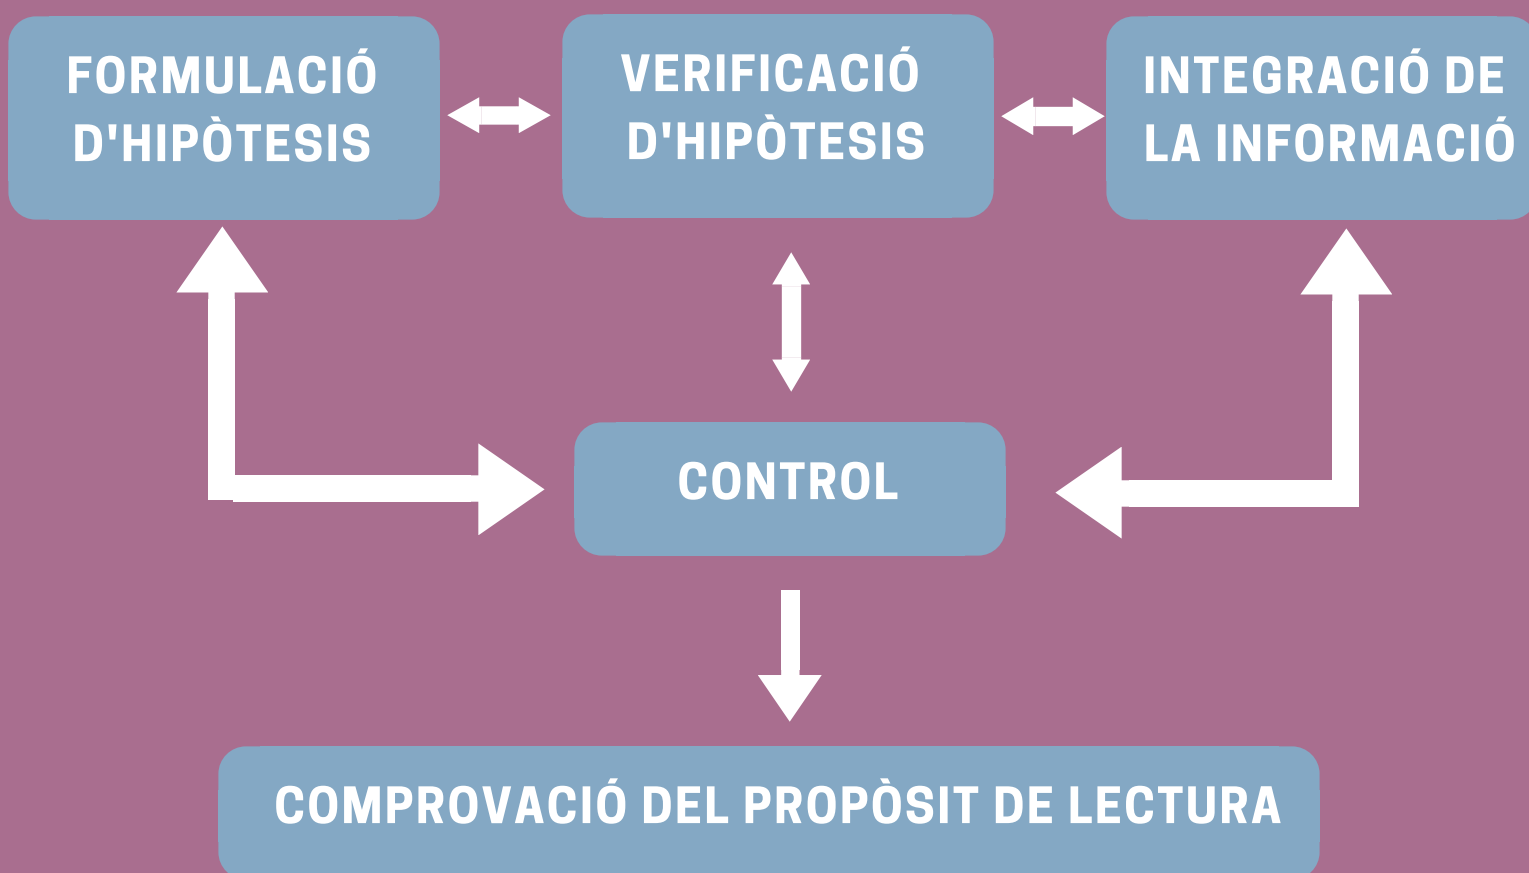 FORMULACIÓ
D'HIPÒTESIS
VERIFICACIÓ
D'HIPÒTESIS
INTEGRACIÓ DE
LA INFORMACIÓ
CONTROL
COMPROVACIÓ DEL PROPÒSIT DE LECTURA